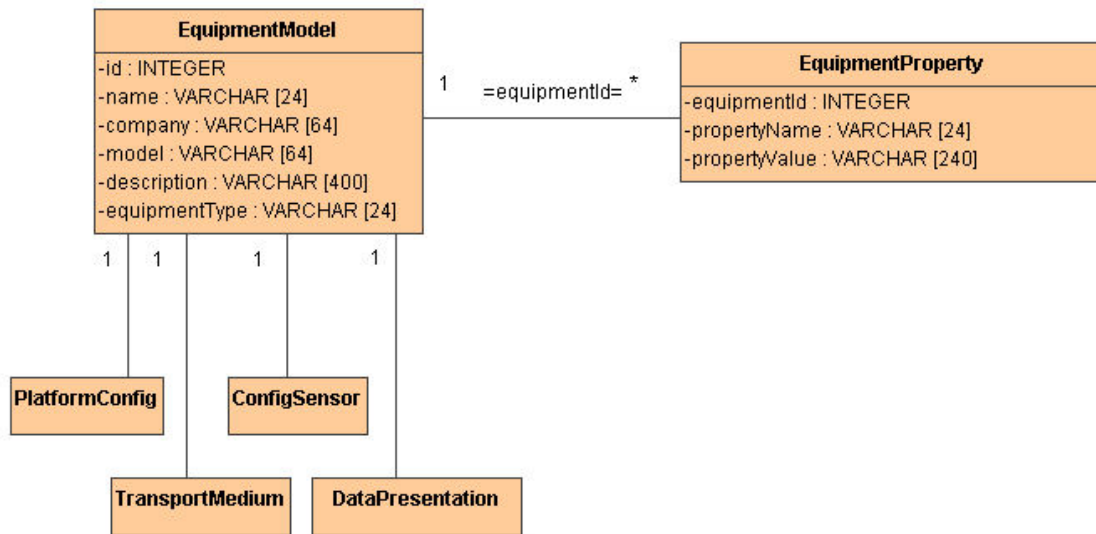 EquipmentModel
-id : INTEGER
-name : VARCHAR [24]
-company : VARCHAR [64]
-model : VARCHAR [64]
-description : VARCHAR [400]
-equipmentType : VARCHAR [24]
1
=equipmentId=
*
EquipmentProperty
-equipmentId : INTEGER
-propertyName : VARCHAR [24]
-propertyValue : VARCHAR [240]
1
1
1
1
PlatformConfig
ConfigSensor
TransportMedium
DataPresentation